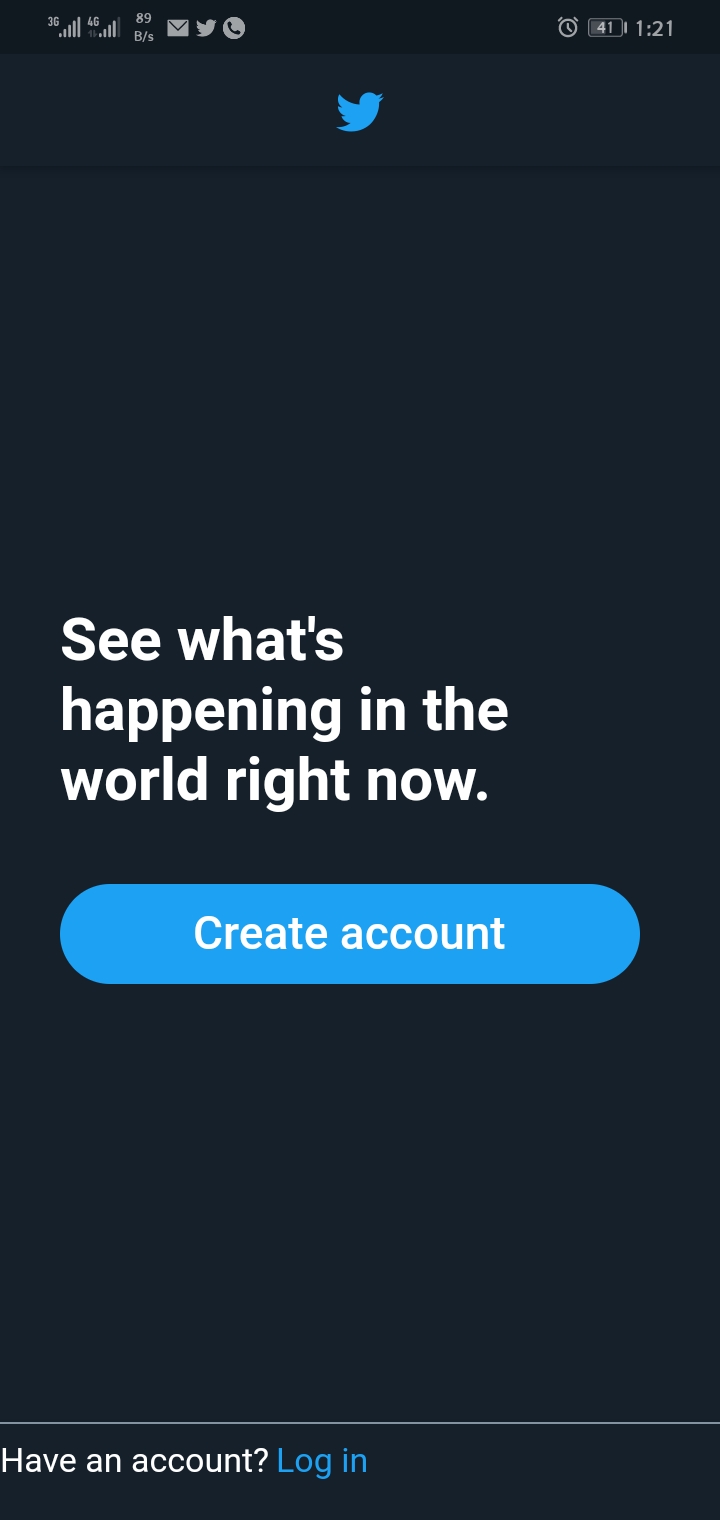 3G 4G 89 B/s 41 1:21
See what's
happening in the
world right now.
Create account
Have an account? Log in